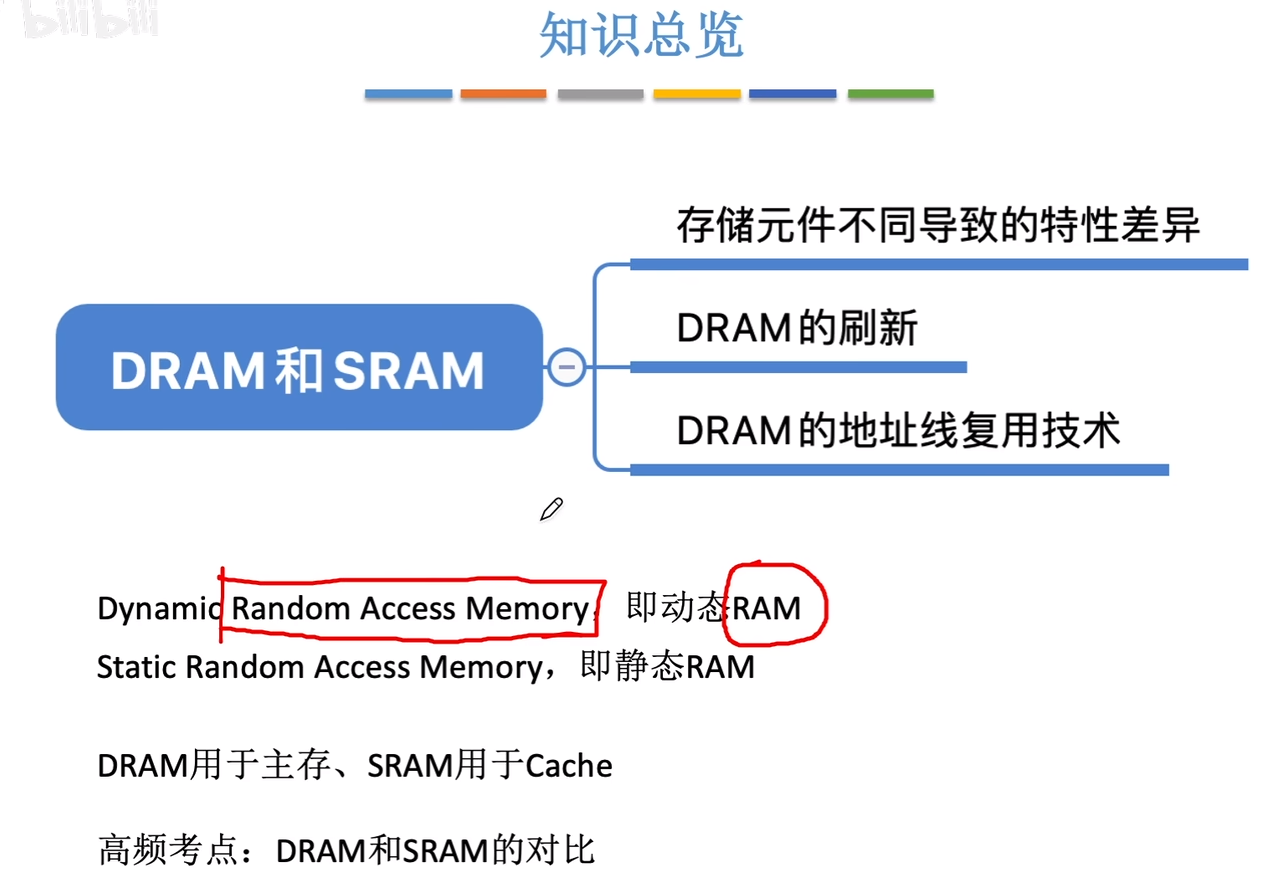 bilibili
知识总览
存储元件不同导致的特性差异
DRAM的刷新
DRAM和SRAM
DRAM的地址线复用技术
Dynamic Random Access Memory，即动态RAM
Static Random Access Memory，即静态RAM
DRAM用于主存、SRAM用于Cache
高频考点：DRAM和SRAM的对比